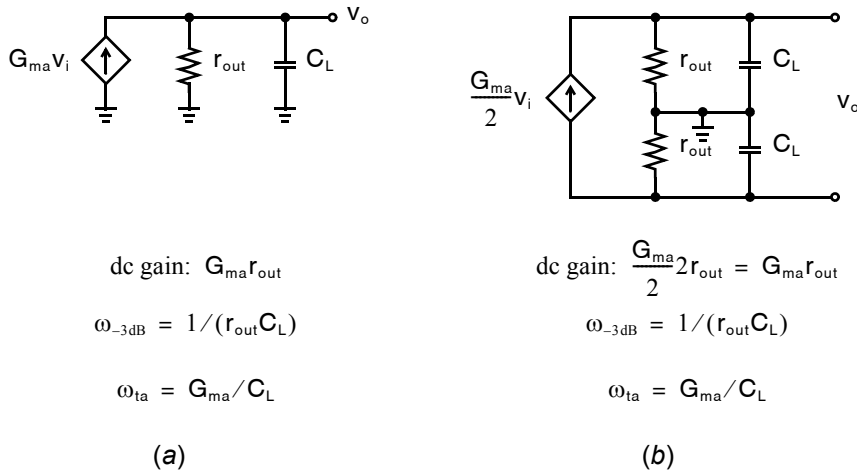 v_o
G_ma v_i
r_out
C_L
dc gain: G_ma r_out
ω_–3dB = 1/(r_out C_L)
ω_ta = G_ma/C_L
(a)
G_ma/2 v_i
r_out
C_L
v_o
r_out
C_L
dc gain: G_ma/2 2r_out = G_ma r_out
ω_–3dB = 1/(r_out C_L)
ω_ta = G_ma/C_L
(b)